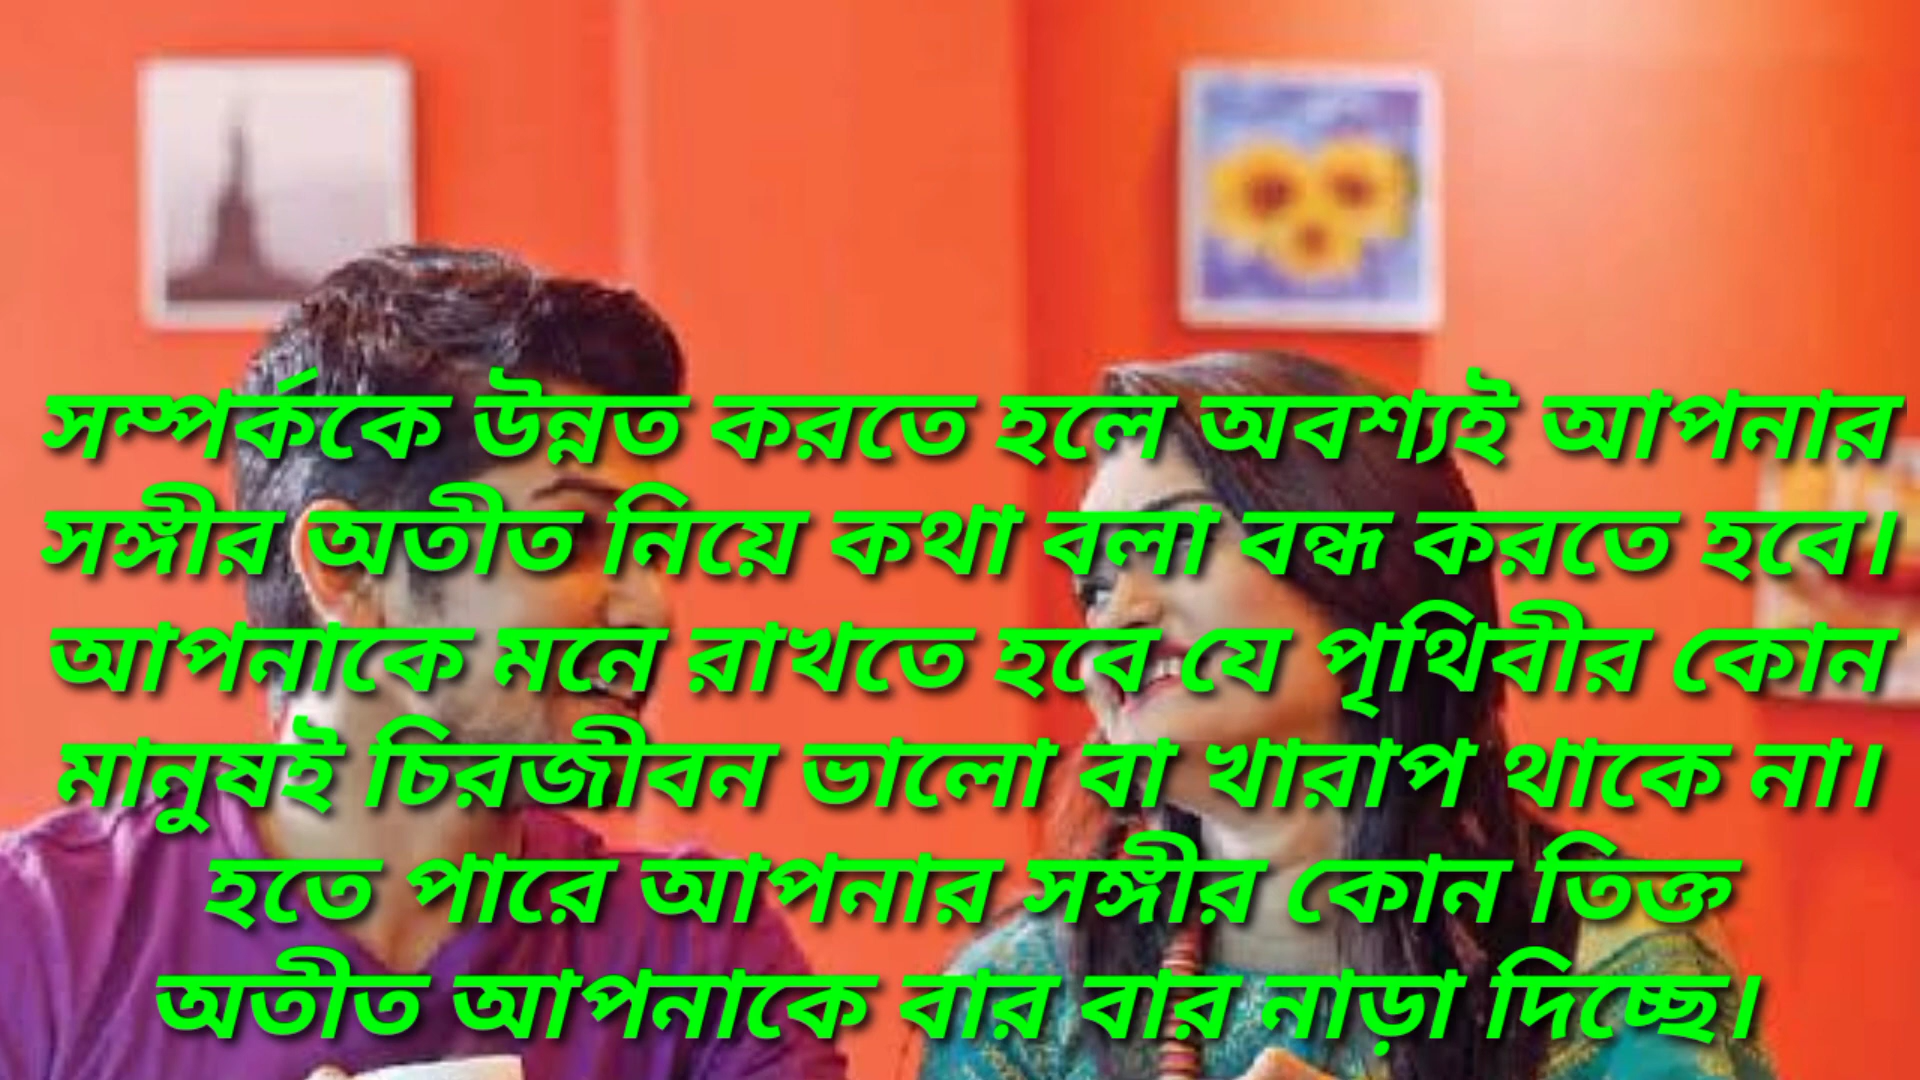 সম্পর্ককে উন্নত করতে হলে অবশ্যই আপনার
সঙ্গীর অতীত নিয়ে কথা বলা বন্ধ করতে হবে।
আপনাকে মনে রাখতে হবে যে পৃথিবীর কোন
মানুষই চিরজীবন ভালো বা খারাপ থাকে না।
হতে পারে আপনার সঙ্গীর কোন তিক্ত
অতীত আপনাকে বার বার নাড়া দিচ্ছে।